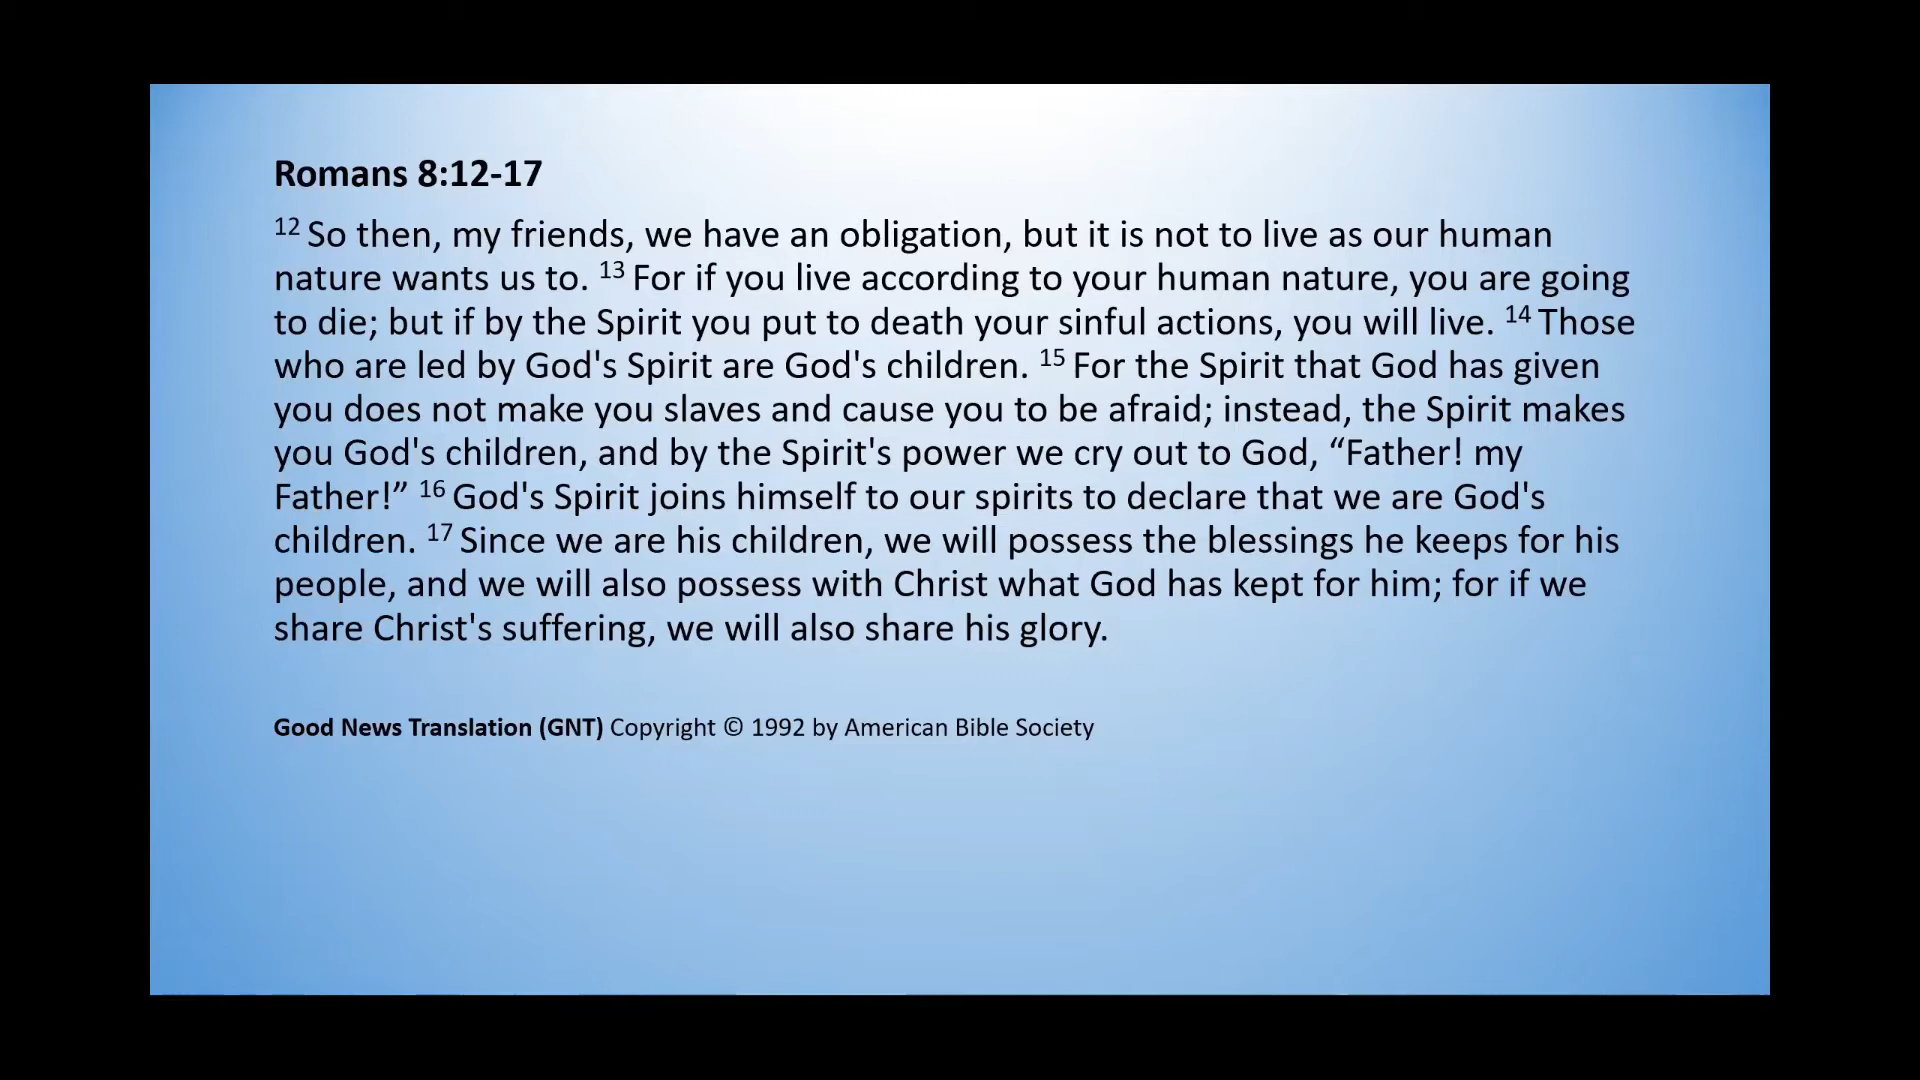 Romans 8:12-17
12 So then, my friends, we have an obligation, but it is not to live as our human
nature wants us to. 13 For if you live according to your human nature, you are going
to die; but if by the Spirit you put to death your sinful actions, you will live. 14 Those
who are led by God's Spirit are God's children. 15 For the Spirit that God has given
you does not make you slaves and cause you to be afraid; instead, the Spirit makes
you God's children, and by the Spirit's power we cry out to God, “Father! my
Father!” 16 God's Spirit joins himself to our spirits to declare that we are God's
children. 17 Since we are his children, we will possess the blessings he keeps for his
people, and we will also possess with Christ what God has kept for him; for if we
share Christ's suffering, we will also share his glory.
Good News Translation (GNT) Copyright © 1992 by American Bible Society